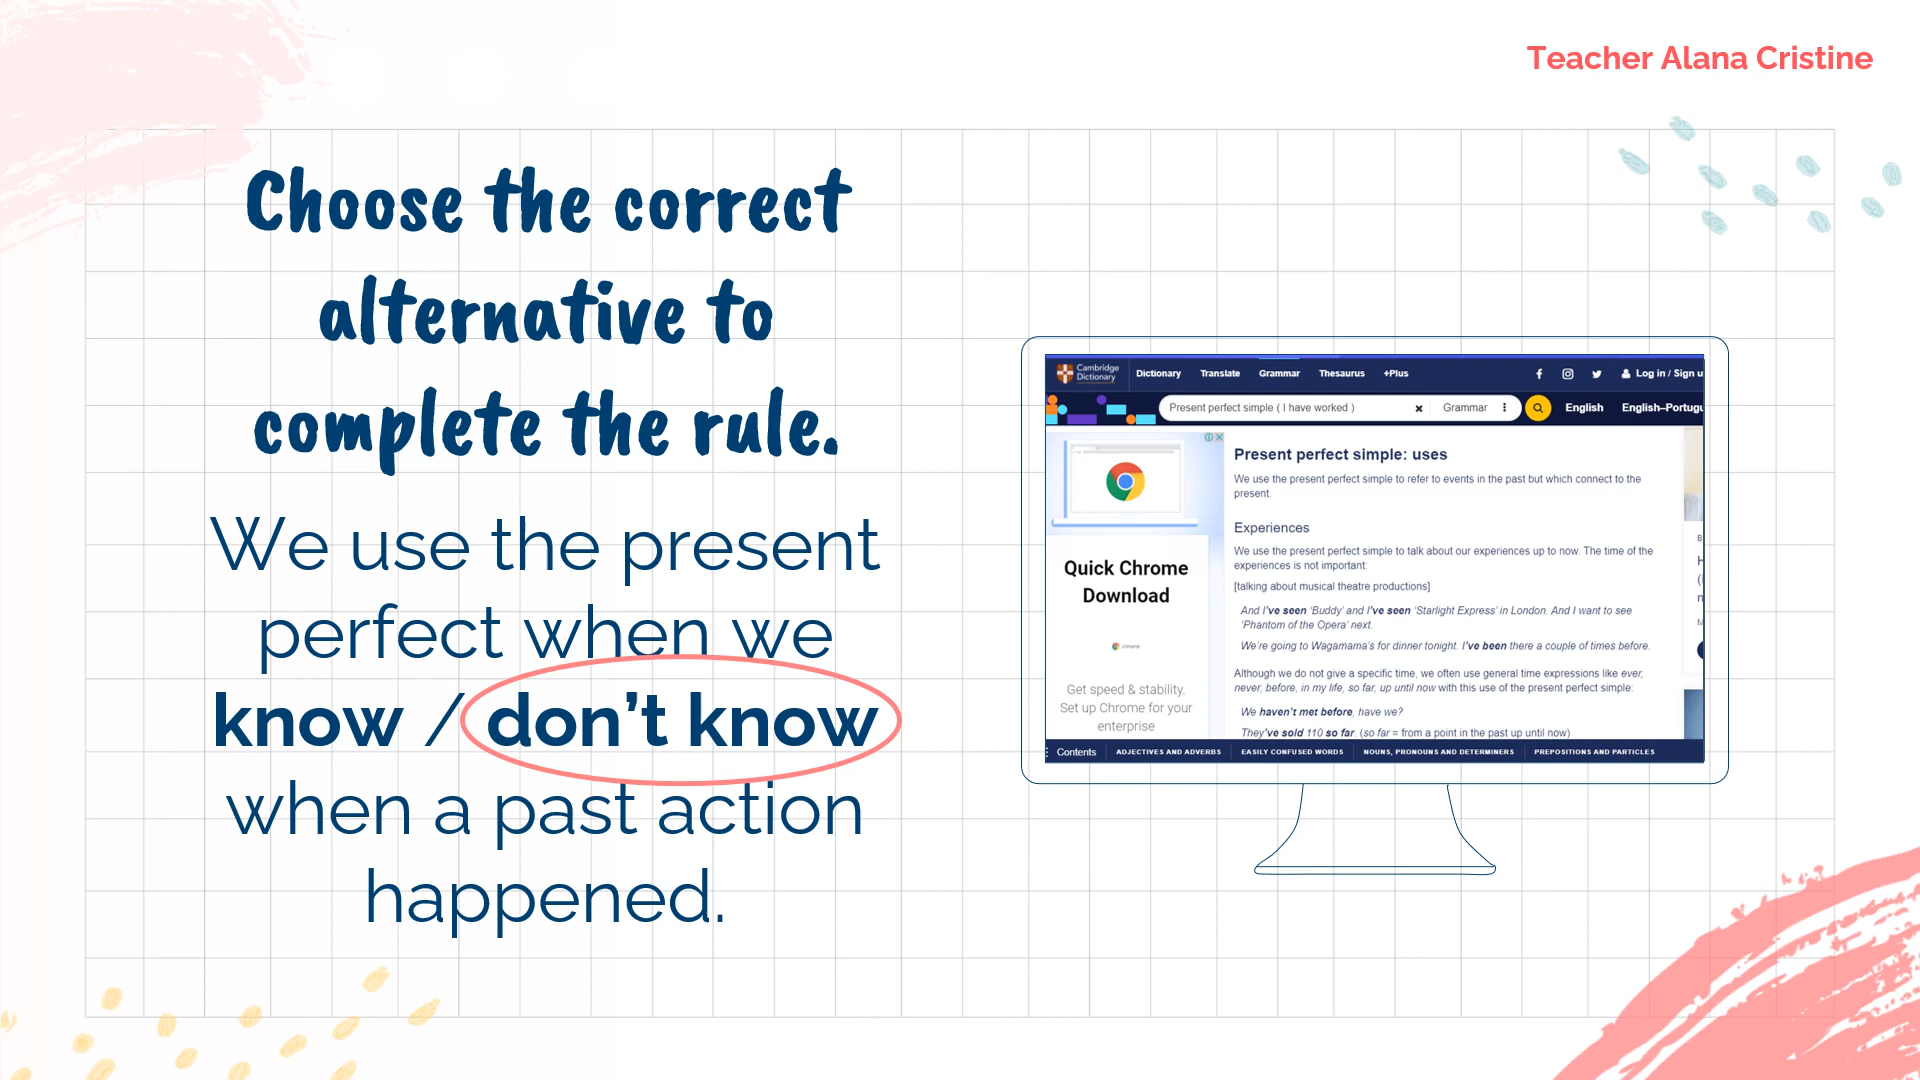 Teacher Alana Cristine
Choose the correct
alternative to
complete the rule.
We use the present
perfect when we
know / don't know
when a past action
happened.
Cambridge
Dictionary
Dictionary Translate Grammar Thesaurus +Plus
Log in / Sign u
Present perfect simple ( I have worked )
Grammar
English English–Portugu
Present perfect simple: uses
We use the present perfect simple to refer to events in the past but which connect to the
present.
Experiences
We use the present perfect simple to talk about our experiences up to now. The time of the
experiences is not important:
[talking about musical theatre productions]
And I've seen 'Buddy' and I've seen 'Starlight Express' in London. And I want to see
'Phantom of the Opera' next.
We're going to Wagamama's for dinner tonight. I've been there a couple of times before.
Although we do not give a specific time, we often use general time expressions like ever,
never, before, in my life, so far, up until now with this use of the present perfect simple:
We haven't met before, have we?
They've sold 110 so far. (so far = from a point in the past up until now)
Quick Chrome
Download
chrome
Get speed & stability.
Set up Chrome for your
enterprise
Contents ADJECTIVES AND ADVERBS EASILY CONFUSED WORDS NOUNS, PRONOUNS AND DETERMINERS PREPOSITIONS AND PARTICLES